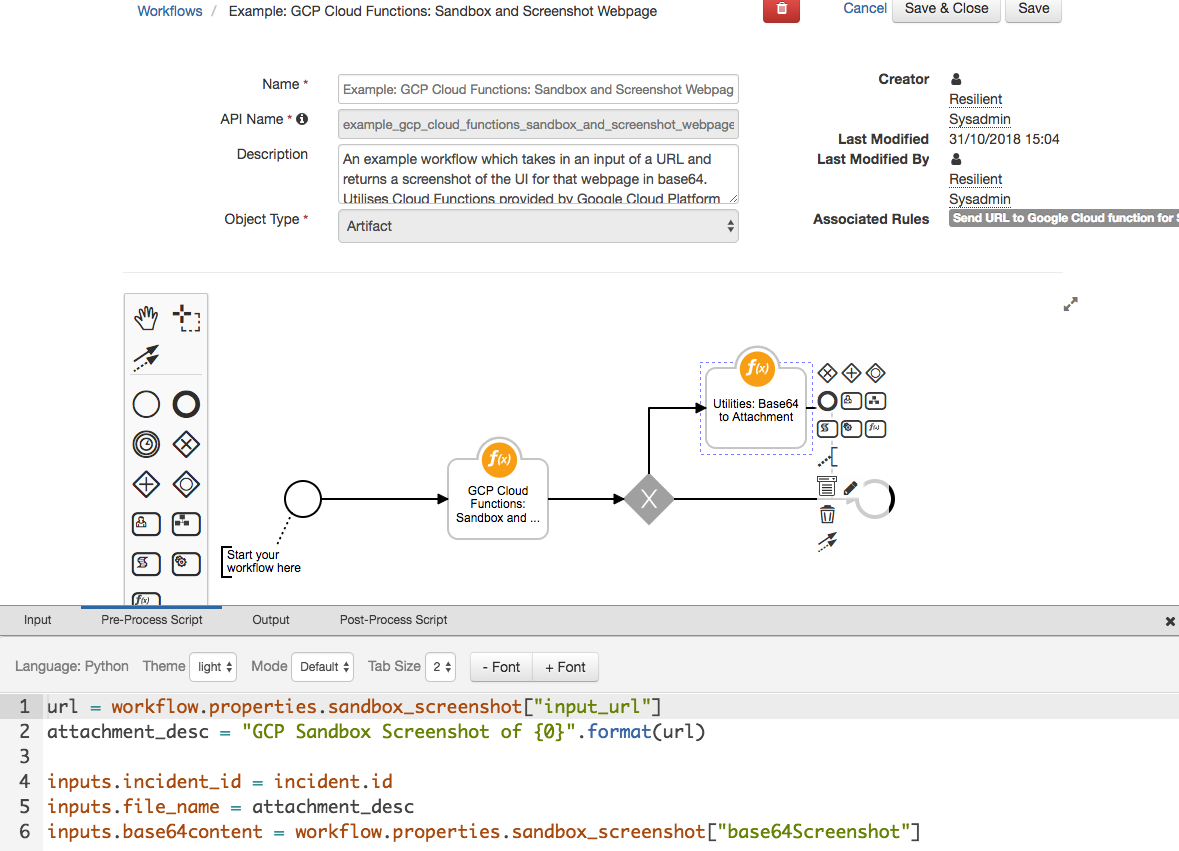 Workflows / Example: GCP Cloud Functions: Sandbox and Screenshot Webpage
Cancel
Save & Close
Save
Name *
Example: GCP Cloud Functions: Sandbox and Screenshot Webpag
API Name *
example_gcp_cloud_functions_sandbox_and_screenshot_webpage
Description
An example workflow which takes in an input of a URL and
returns a screenshot of the UI for that webpage in base64.
Utilises Cloud Functions provided by Google Cloud Platform
Object Type *
Artifact
Creator
Resilient
Sysadmin
Last Modified
31/10/2018 15:04
Last Modified By
Resilient
Sysadmin
Associated Rules
Send URL to Google Cloud function for S
f(x)
Utilities: Base64
to Attachment
f(x)
GCP Cloud
Functions:
Sandbox and ...
X
Start your
workflow here
f(x)
f(x)
Input
Pre-Process Script
Output
Post-Process Script
Language: Python
Theme
light
Mode
Default
Tab Size
2
- Font
+ Font
1 url = workflow.properties.sandbox_screenshot["input_url"]
2 attachment_desc = "GCP Sandbox Screenshot of {0}".format(url)
3
4 inputs.incident_id = incident.id
5 inputs.file_name = attachment_desc
6 inputs.base64content = workflow.properties.sandbox_screenshot["base64Screenshot"]